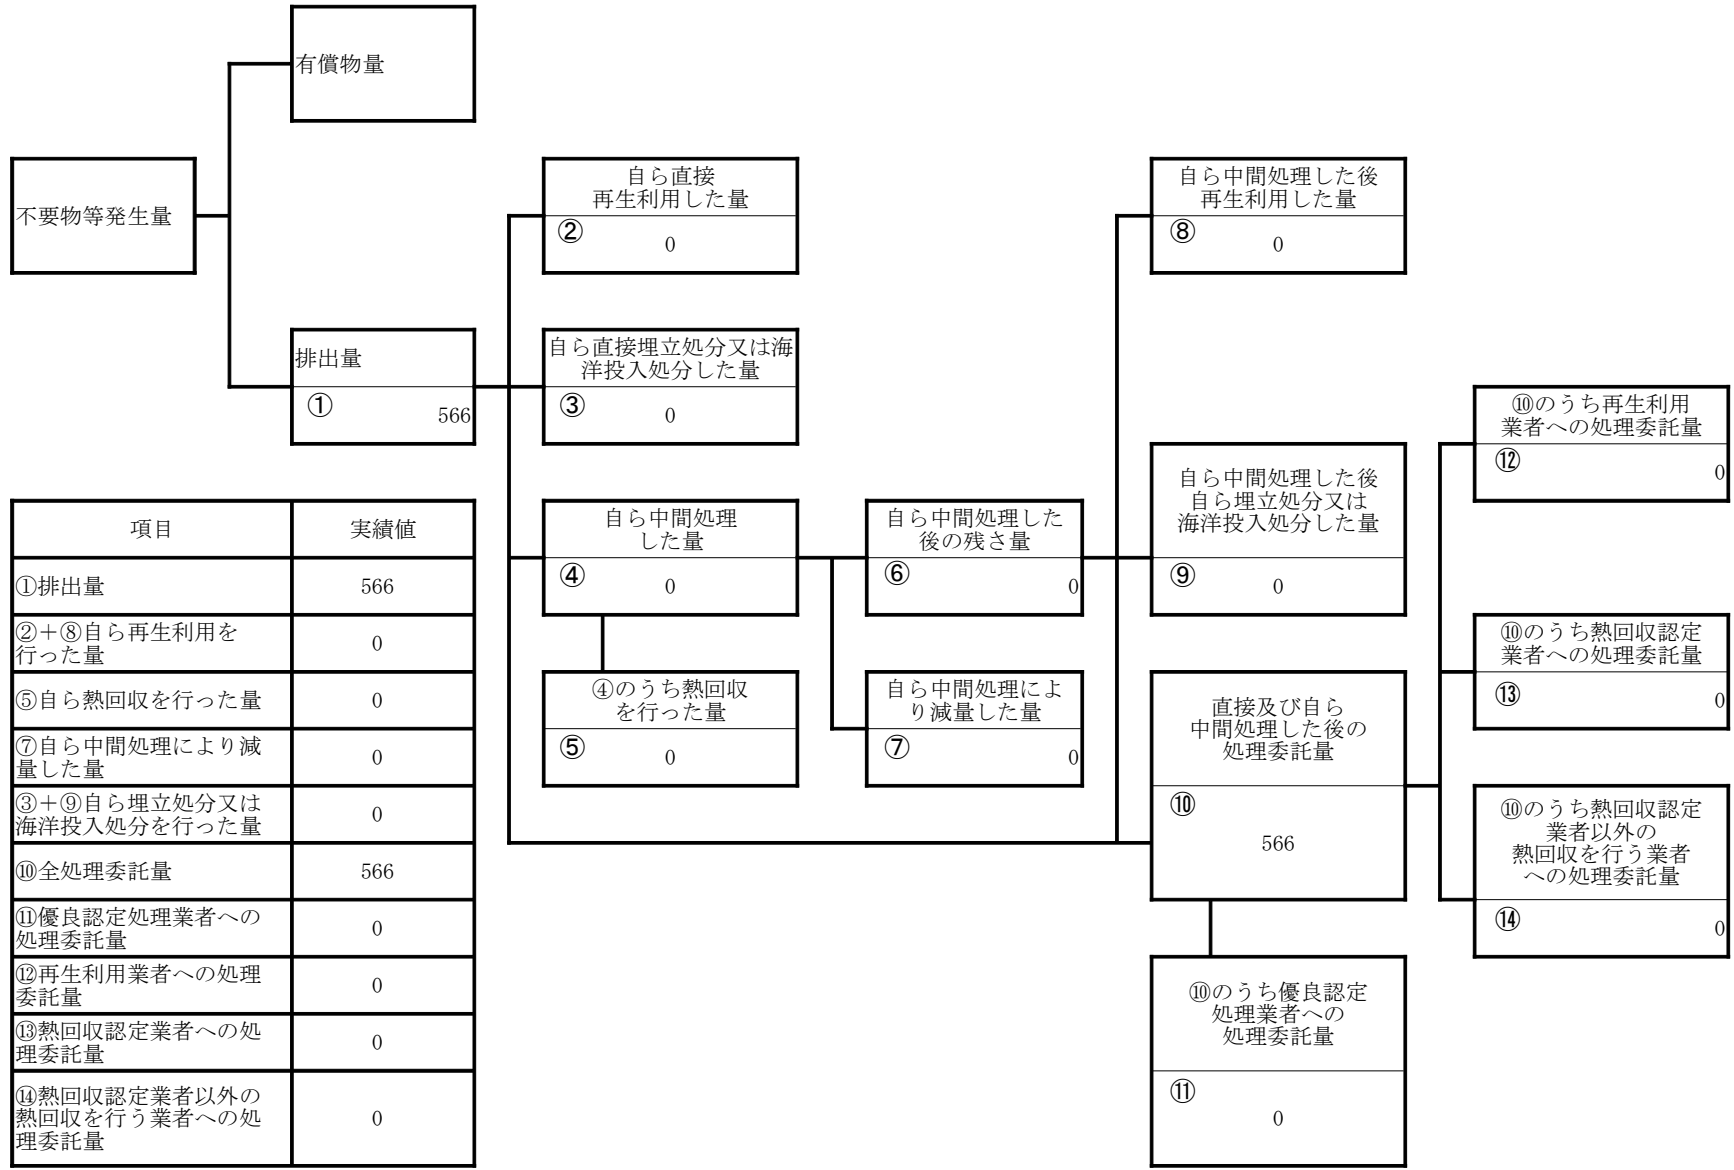 有償物量
不要物等発生量
排出量
①
566
自ら直接
再生利用した量
②
0
自ら直接埋立処分又は海
洋投入処分した量
③
0
自ら中間処理
した量
④
0
④のうち熱回収
を行った量
⑤
0
自ら中間処理した
後の残さ量
⑥
0
自ら中間処理によ
り減量した量
⑦
0
自ら中間処理した後
再生利用した量
⑧
0
自ら中間処理した後
自ら埋立処分又は
海洋投入処分した量
⑨
0
直接及び自ら
中間処理した後の
処理委託量
⑩
566
⑩のうち優良認定
処理業者への
処理委託量
⑪
0
⑩のうち再生利用
業者への処理委託量
⑫
0
⑩のうち熱回収認定
業者への処理委託量
⑬
0
⑩のうち熱回収認定
業者以外の
熱回収を行う業者
への処理委託量
⑭
0
項目 実績値
①排出量 566
②+⑧自ら再生利用を
行った量 0
⑤自ら熱回収を行った量 0
⑦自ら中間処理により減
量した量 0
③+⑨自ら埋立処分又は
海洋投入処分を行った量 0
⑩全処理委託量 566
⑪優良認定処理業者への
処理委託量 0
⑫再生利用業者への処理
委託量 0
⑬熱回収認定業者への処
理委託量 0
⑭熱回収認定業者以外の
熱回収を行う業者への処
理委託量 0